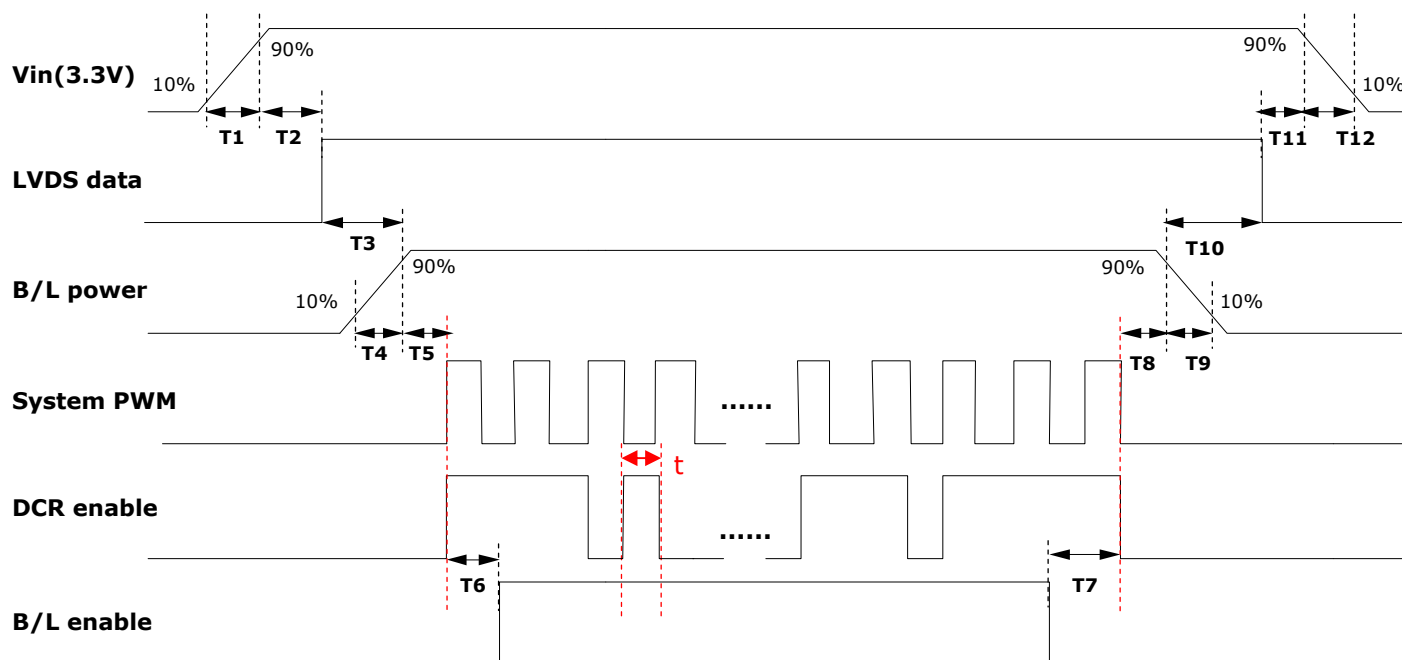 90%
90%
Vin(3.3V)
10%
10%
T1
T2
T11
T12
LVDS data
T3
T10
90%
90%
B/L power
10%
10%
T4
T5
T8
T9
System PWM
......
t
DCR enable
......
T6
T7
B/L enable